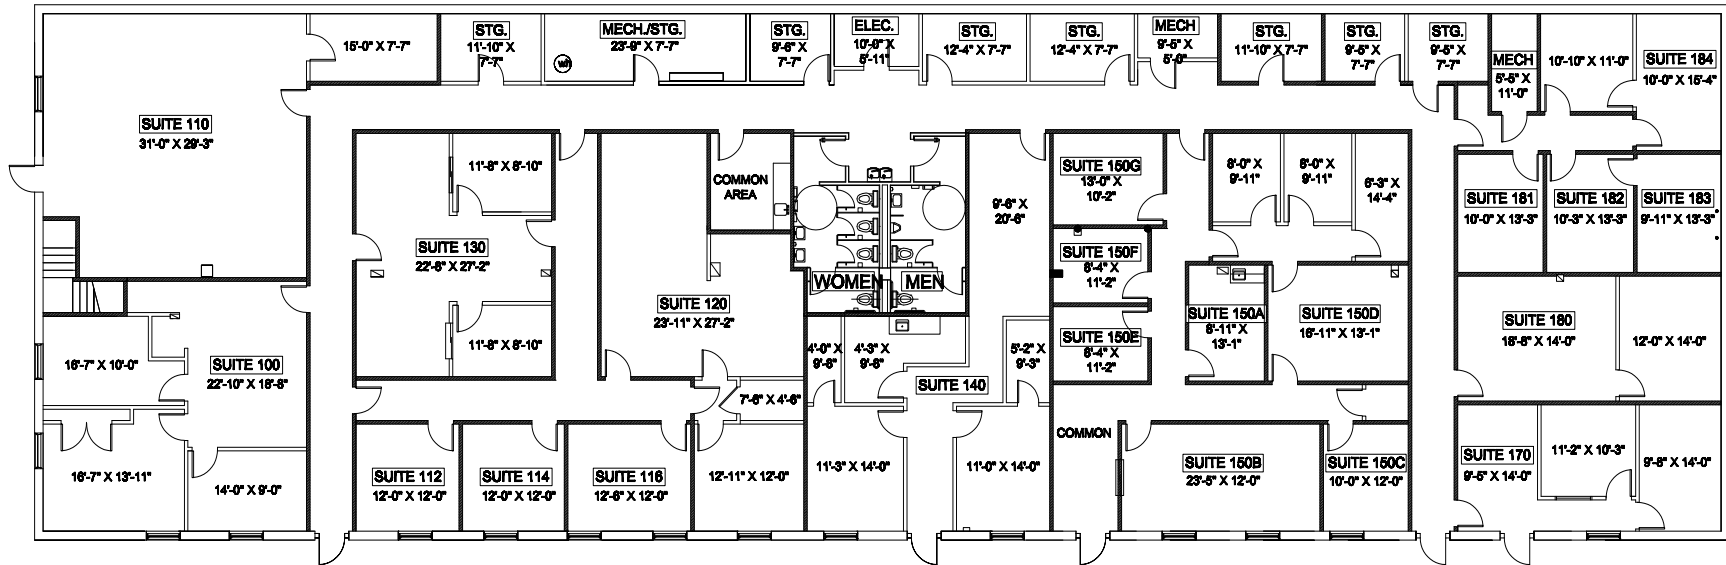 15'-0" X 7'-7"
STG.
11'-10" X
7'-7"
MECH./STG.
23'-9" X 7'-7"
wh
STG.
9'-6" X
7'-7"
ELEC.
10'-0" X
5'-11"
STG.
12'-4" X 7'-7"
STG.
12'-4" X 7'-7"
MECH
9'-5" X
5'-0"
STG.
11'-10" X 7'-7"
STG.
9'-5" X
7'-7"
STG.
9'-5" X
7'-7"
MECH
5'-5" X
11'-0"
10'-10" X 11'-0"
SUITE 184
10'-0" X 15'-4"
SUITE 110
31'-0" X 29'-3"
11'-8" X 8'-10"
SUITE 130
22'-8" X 27'-2"
11'-8" X 8'-10"
COMMON
AREA
SUITE 120
23'-11" X 27'-2"
WOMEN
MEN
9'-6" X
20'-6"
SUITE 150G
13'-0" X
10'-2"
SUITE 150F
8'-4" X
11'-2"
SUITE 150E
8'-4" X
11'-2"
8'-0" X
9'-11"
8'-0" X
9'-11"
6'-3" X
14'-4"
SUITE 150A
8'-11" X
13'-1"
SUITE 150D
16'-11" X 13'-1"
SUITE 181
10'-0" X 13'-3"
SUITE 182
10'-3" X 13'-3"
SUITE 183
9'-11" X 13'-3"
SUITE 180
18'-8" X 14'-0"
12'-0" X 14'-0"
16'-7" X 10'-0"
SUITE 100
22'-10" X 18'-8"
16'-7" X 13'-11"
14'-0" X 9'-0"
SUITE 112
12'-0" X 12'-0"
SUITE 114
12'-0" X 12'-0"
SUITE 116
12'-6" X 12'-0"
7'-6" X 4'-6"
12'-11" X 12'-0"
4'-0" X
9'-6"
4'-3" X
9'-6"
SUITE 140
5'-2" X
9'-3"
11'-3" X 14'-0"
11'-0" X 14'-0"
COMMON
SUITE 150B
23'-5" X 12'-0"
SUITE 150C
10'-0" X 12'-0"
SUITE 170
9'-5" X 14'-0"
11'-2" X 10'-3"
9'-8" X 14'-0"